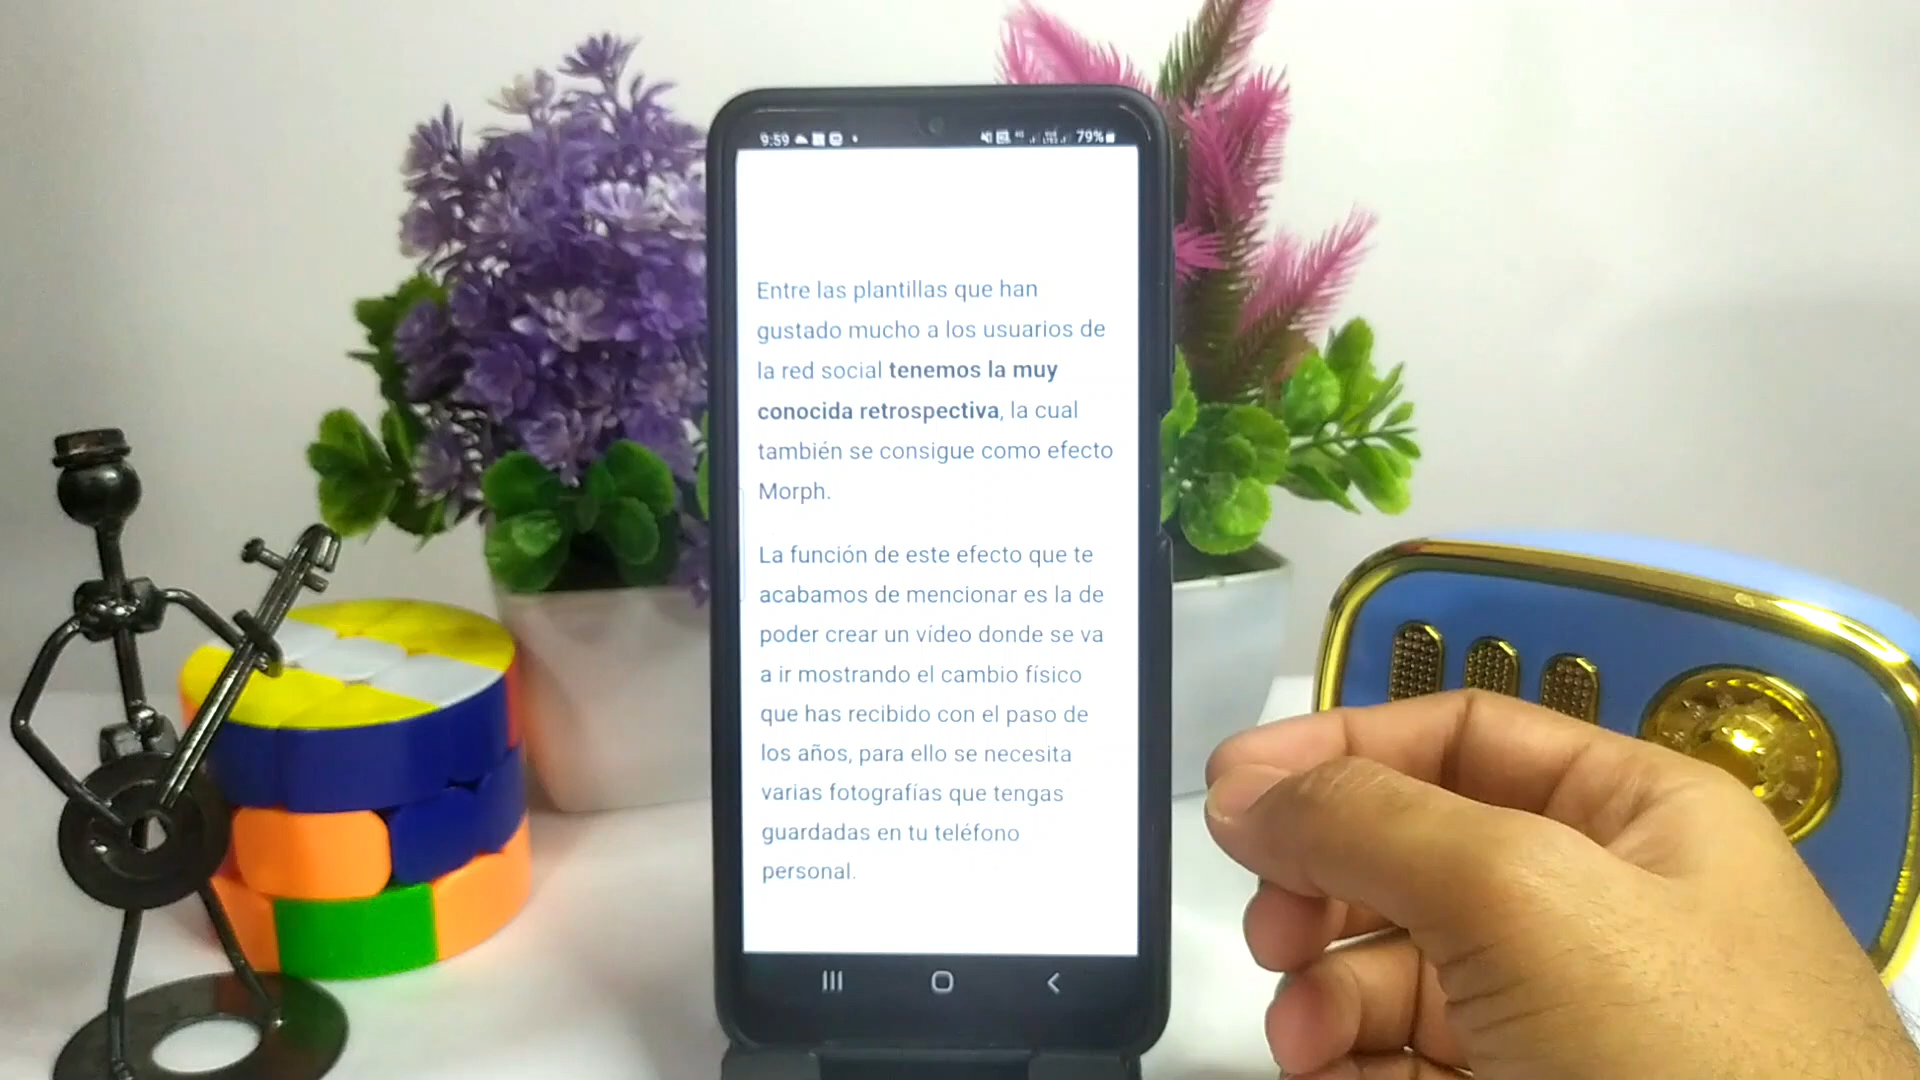 9:59
79%
Entre las plantillas que han
gustado mucho a los usuarios de
la red social tenemos la muy
conocida retrospectiva, la cual
también se consigue como efecto
Morph.
La función de este efecto que te
acabamos de mencionar es la de
poder crear un vídeo donde se va
a ir mostrando el cambio físico
que has recibido con el paso de
los años, para ello se necesita
varias fotografías que tengas
guardadas en tu teléfono
personal.